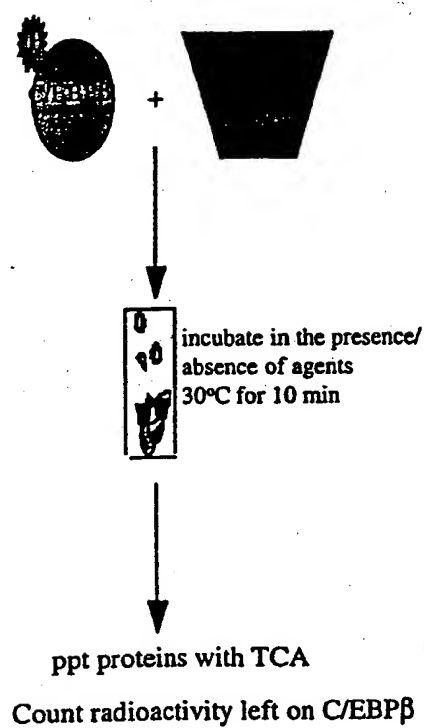 +
incubate in the presence/
absence of agents
30°C for 10 min
ppt proteins with TCA
Count radioactivity left on C/EBPβ